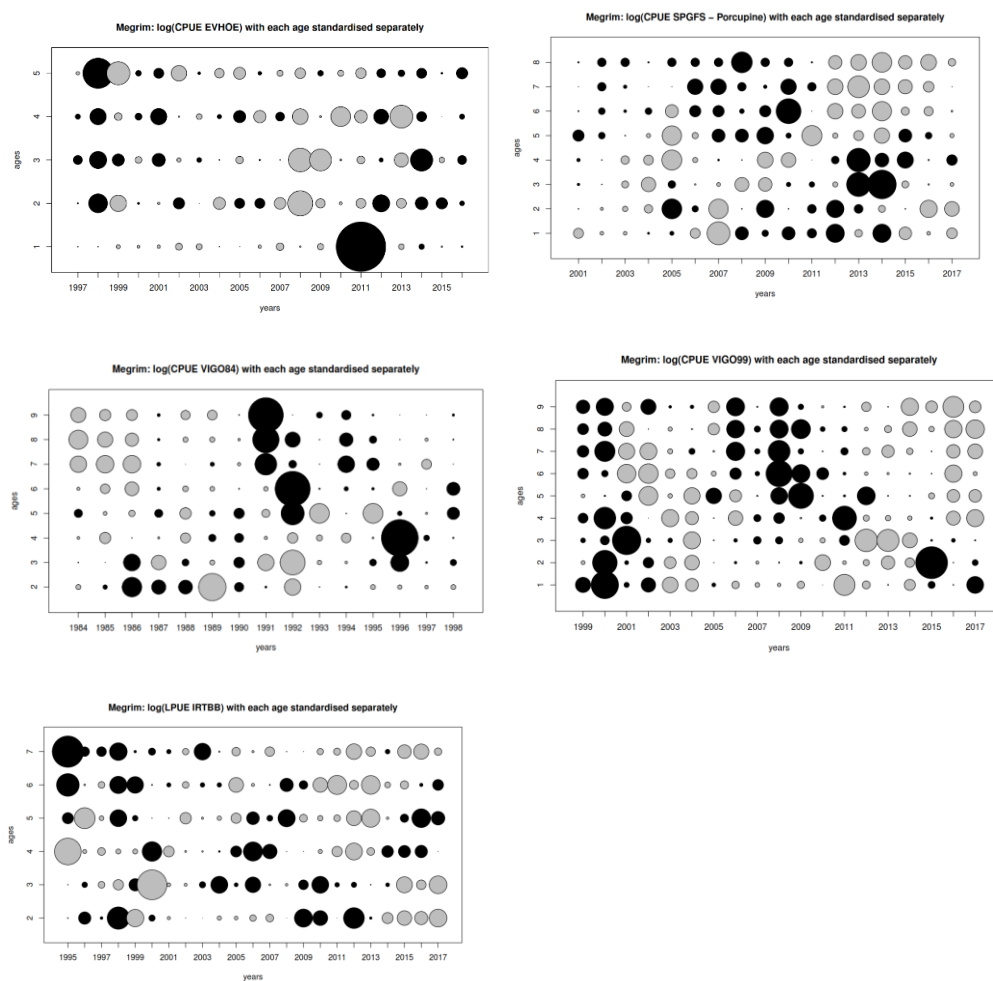 Megrim: log(CPUE EVHOE) with each age standardised separately
ages
5
4
3
2
1
1997 1999 2001 2003 2005 2007 2009 2011 2013 2015
years
Megrim: log(CPUE SPGFS – Porcupine) with each age standardised separately
ages
8
7
6
5
4
3
2
1
2001 2003 2005 2007 2009 2011 2013 2015 2017
years
Megrim: log(CPUE VIGO84) with each age standardised separately
ages
9
8
7
6
5
4
3
2
1984 1985 1986 1987 1988 1989 1990 1991 1992 1993 1994 1995 1996 1997 1998
years
Megrim: log(CPUE VIGO99) with each age standardised separately
ages
9
8
7
6
5
4
3
2
1
1999 2001 2003 2005 2007 2009 2011 2013 2015 2017
years
Megrim: log(LPUE IRTBB) with each age standardised separately
ages
7
6
5
4
3
2
1995 1997 1999 2001 2003 2005 2007 2009 2011 2013 2015 2017
years